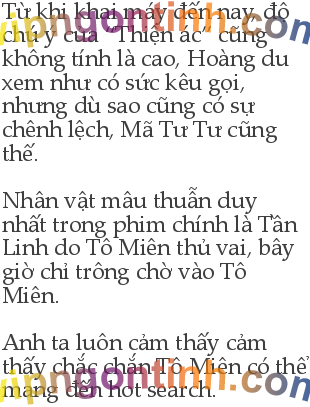 Từ khi khai máy đến nay, độ
chú ý của "Thiện ác" cũng
không tính là cao, Hoàng du
xem như có sức kêu gọi,
nhưng dù sao cũng có sự
chênh lệch, Mã Tư Tư cũng
thế.
Nhân vật mâu thuẫn duy
nhất trong phim chính là Tần
Linh do Tô Miên thủ vai, bây
giờ chỉ trông chờ vào Tô
Miên.
Anh ta luôn cảm thấy cảm
thấy chắc chắn Tô Miên có thể
mang đến hot search.